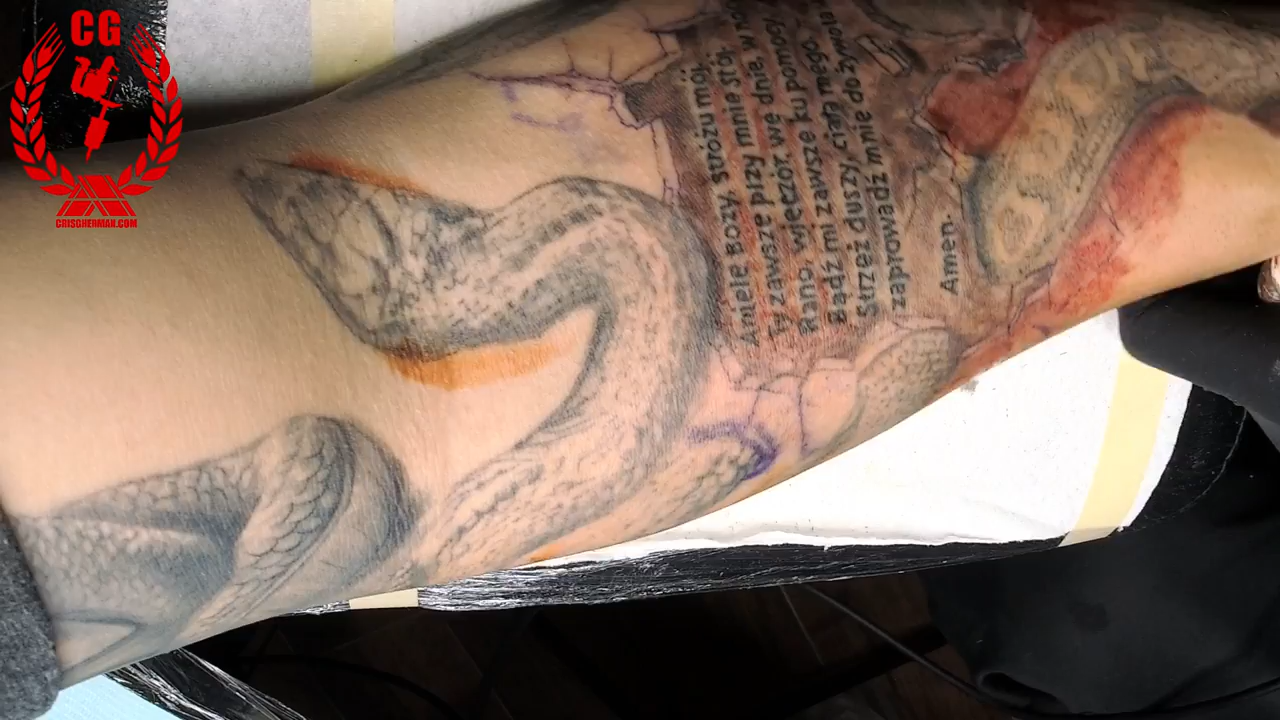 CG
CRISGHERMAN.COM
Aniele Boży, stróżu mój,
Ty zawsze przy mnie stój.
Rano, wieczór, we dnie, w nocy
Bądź mi zawsze ku pomocy,
Strzeż duszy, ciała mego,
zaprowadź mnie do żywota
Amen.